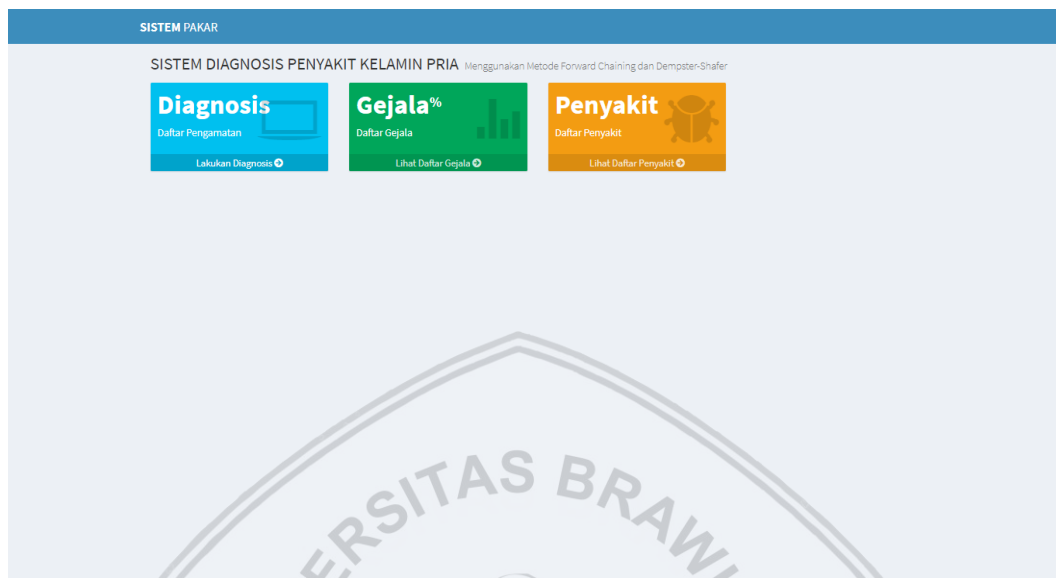 SISTEM PAKAR
SISTEM DIAGNOSIS PENYAKIT KELAMIN PRIA Menggunakan Metode Forward Chaining dan Dempster-Shafer
Diagnosis
Daftar Pengamatan
Lakukan Diagnosis
Gejala%
Daftar Gejala
Lihat Daftar Gejala
Penyakit
Daftar Penyakit
Lihat Daftar Penyakit
ERSITAS BRAW